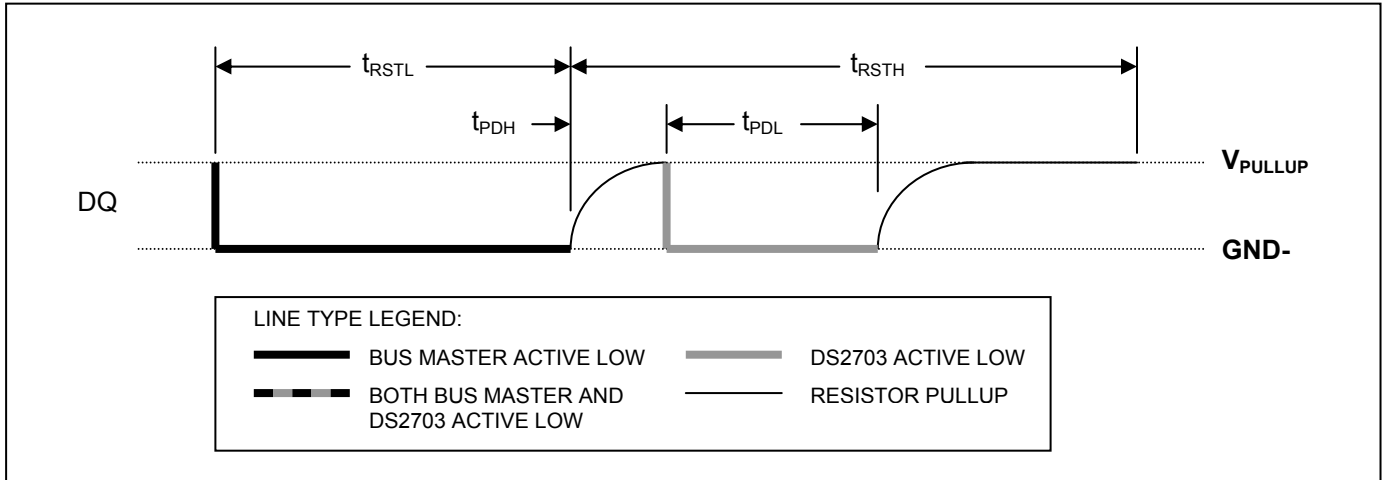 tRSTL
tRSTH
tPDH
tPDL
VPULLUP
DQ
GND-
LINE TYPE LEGEND:
BUS MASTER ACTIVE LOW
DS2703 ACTIVE LOW
BOTH BUS MASTER AND
DS2703 ACTIVE LOW
RESISTOR PULLUP